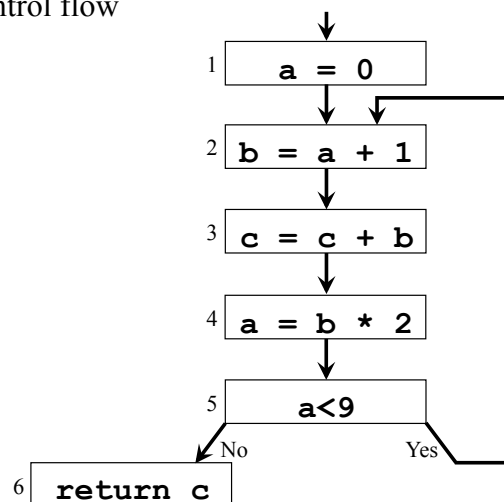 ntrol flow
1 a = 0
2 b = a + 1
3 c = c + b
4 a = b * 2
5 a<9
No Yes
6 return c